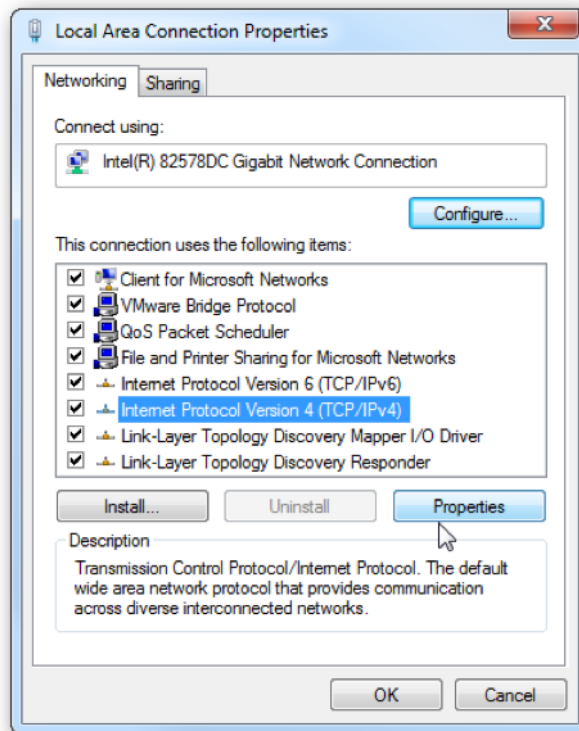 Local Area Connection Properties
Networking
Sharing
Connect using:
Intel(R) 82578DC Gigabit Network Connection
Configure...
This connection uses the following items:
Client for Microsoft Networks
VMware Bridge Protocol
QoS Packet Scheduler
File and Printer Sharing for Microsoft Networks
Internet Protocol Version 6 (TCP/IPv6)
Internet Protocol Version 4 (TCP/IPv4)
Link-Layer Topology Discovery Mapper I/O Driver
Link-Layer Topology Discovery Responder
Install...
Uninstall
Properties
Description
Transmission Control Protocol/Internet Protocol. The default
wide area network protocol that provides communication
across diverse interconnected networks.
OK
Cancel